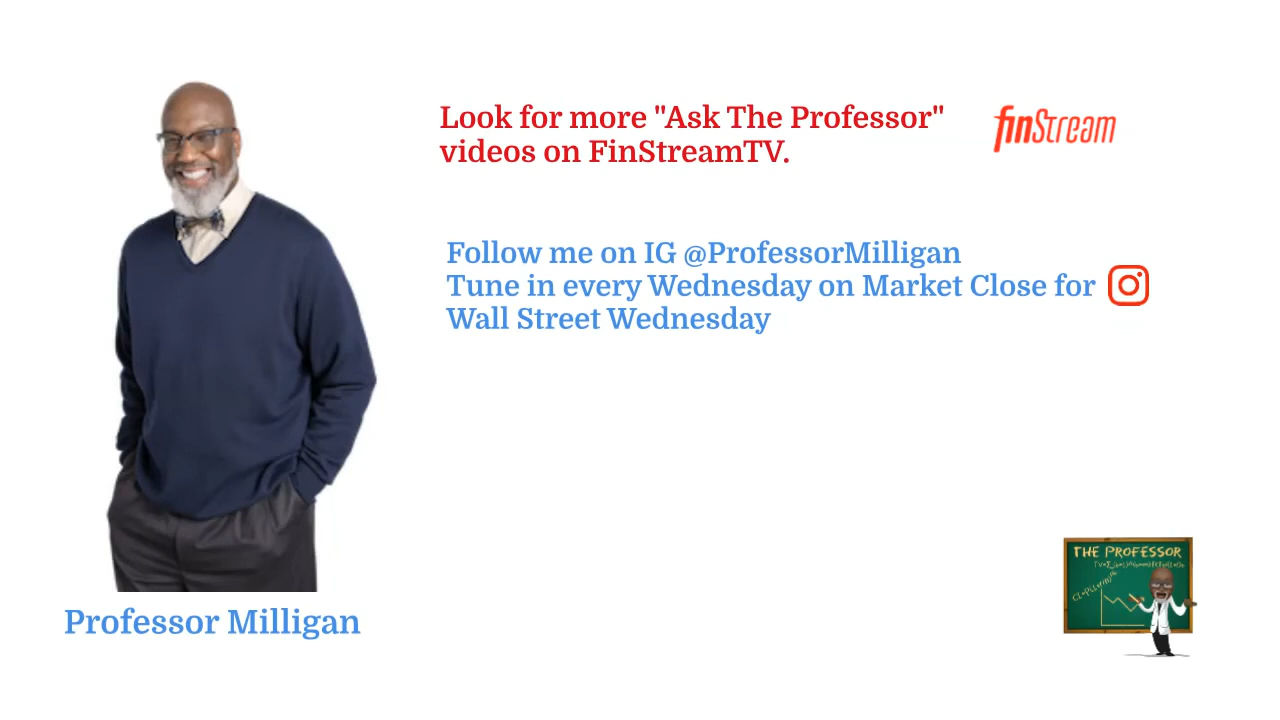 Look for more "Ask The Professor"
videos on FinStreamTV.
finStream
Follow me on IG @ProfessorMilligan
Tune in every Wednesday on Market Close for
Wall Street Wednesday
THE PROFESSOR
Professor Milligan